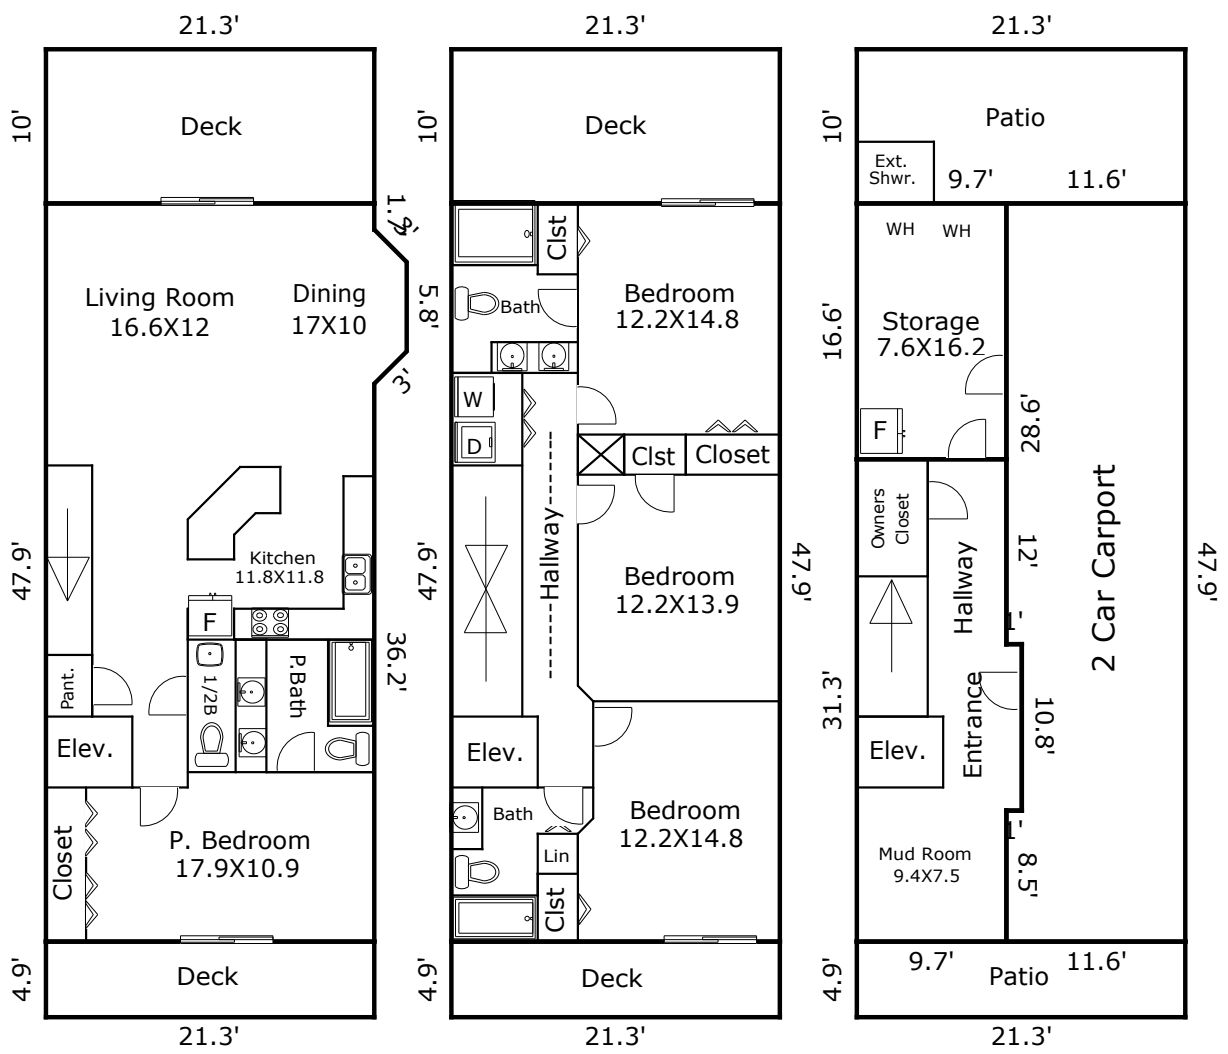 21.3'
10'
Deck
1.3'
Living Room
16.6X12
Dining
17X10
5.8'
3'
47.9'
Kitchen
11.8X11.8
F
36.2'
Pant.
1/2B
P.Bath
Elev.
P. Bedroom
17.9X10.9
Closet
4.9'
Deck
21.3'
21.3'
10'
Deck
Clst
Bath
Bedroom
12.2X14.8
W
D
Clst
Closet
Hallway
47.9'
Bedroom
12.2X13.9
47.9'
Elev.
Bath
Bedroom
12.2X14.8
Lin
Clst
4.9'
Deck
21.3'
21.3'
10'
Patio
Ext.
Shwr.
9.7'
11.6'
WH
WH
16.6'
Storage
7.6X16.2
F
28.6'
Owners
Closet
Hallway
12'
2 Car Carport
47.9'
1'
31.3'
Entrance
10.8'
Elev.
1'
Mud Room
9.4X7.5
8.5'
4.9'
9.7'
Patio
11.6'
21.3'